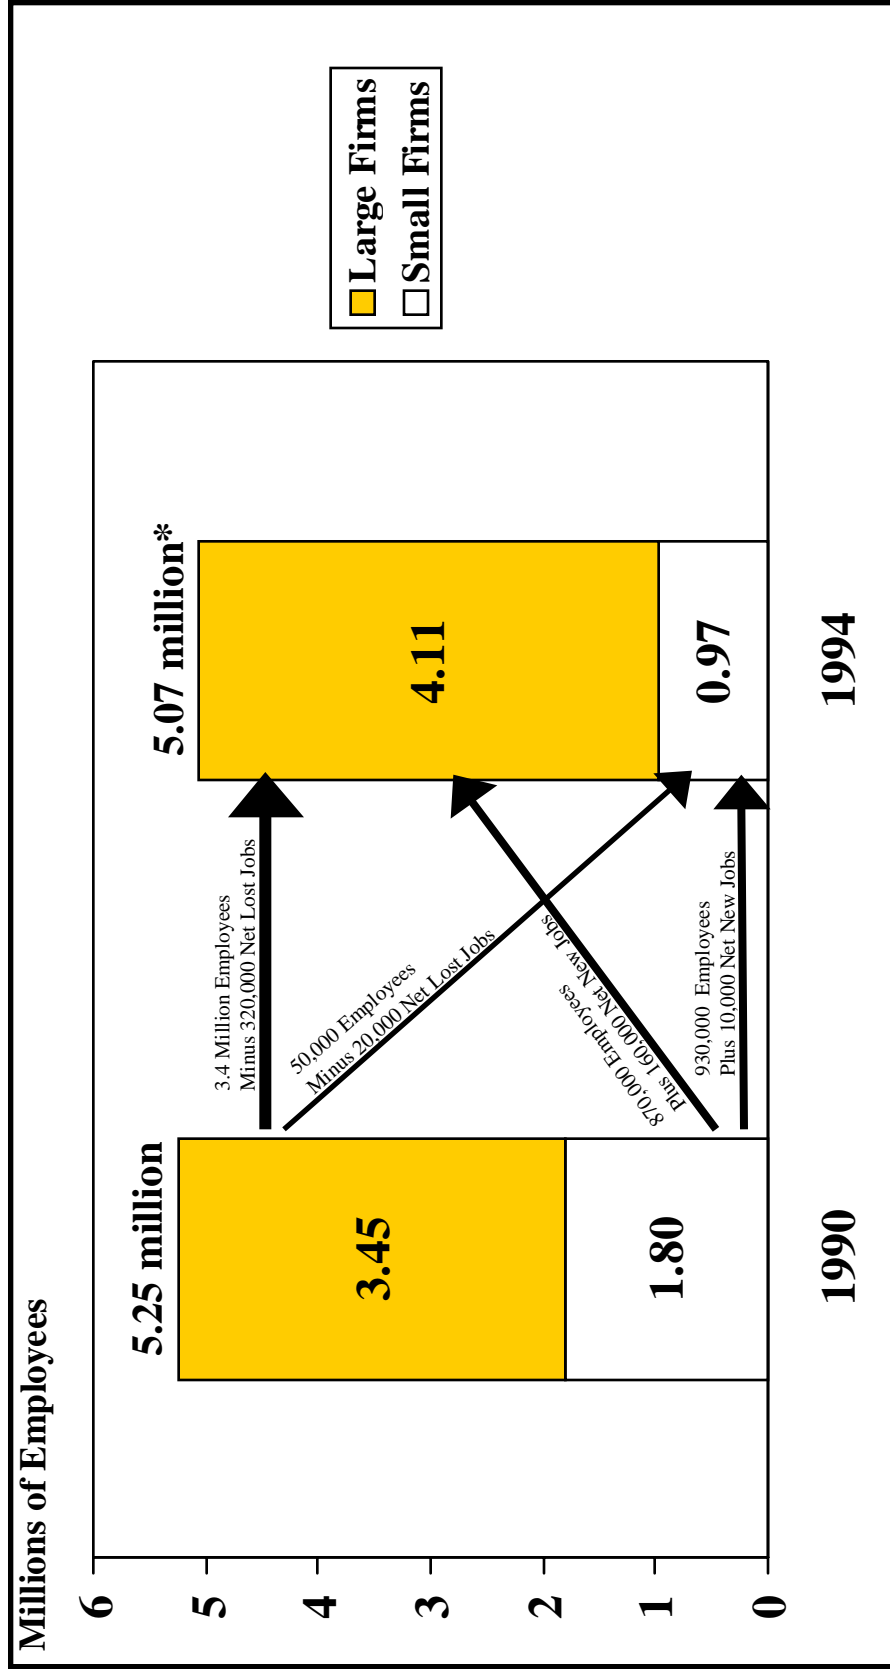 Millions of Employees
6
5
4
3
2
1
0
5.25 million
3.45
1.80
1990
3.4 Million Employees
Minus 320,000 Net Lost Jobs
50,000 Employees
Minus 20,000 Net Lost Jobs
870,000 Employees
Plus 160,000 Net New Jobs
930,000 Employees
Plus 10,000 Net New Jobs
5.07 million*
4.11
0.97
1994
Large Firms
Small Firms